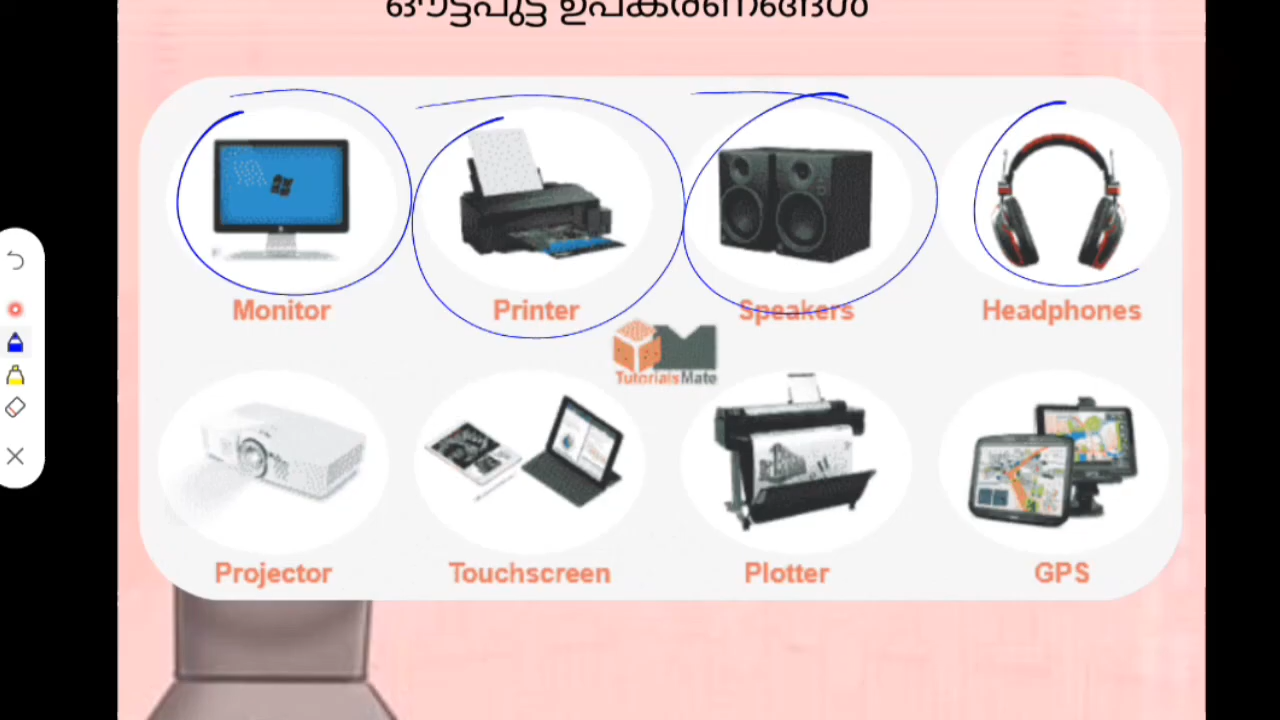 ഔട്ട്പുട്ട് ഉപകരണങ്ങൾ
Monitor
Printer
Speakers
Headphones
TutorialsMate
Projector
Touchscreen
Plotter
GPS